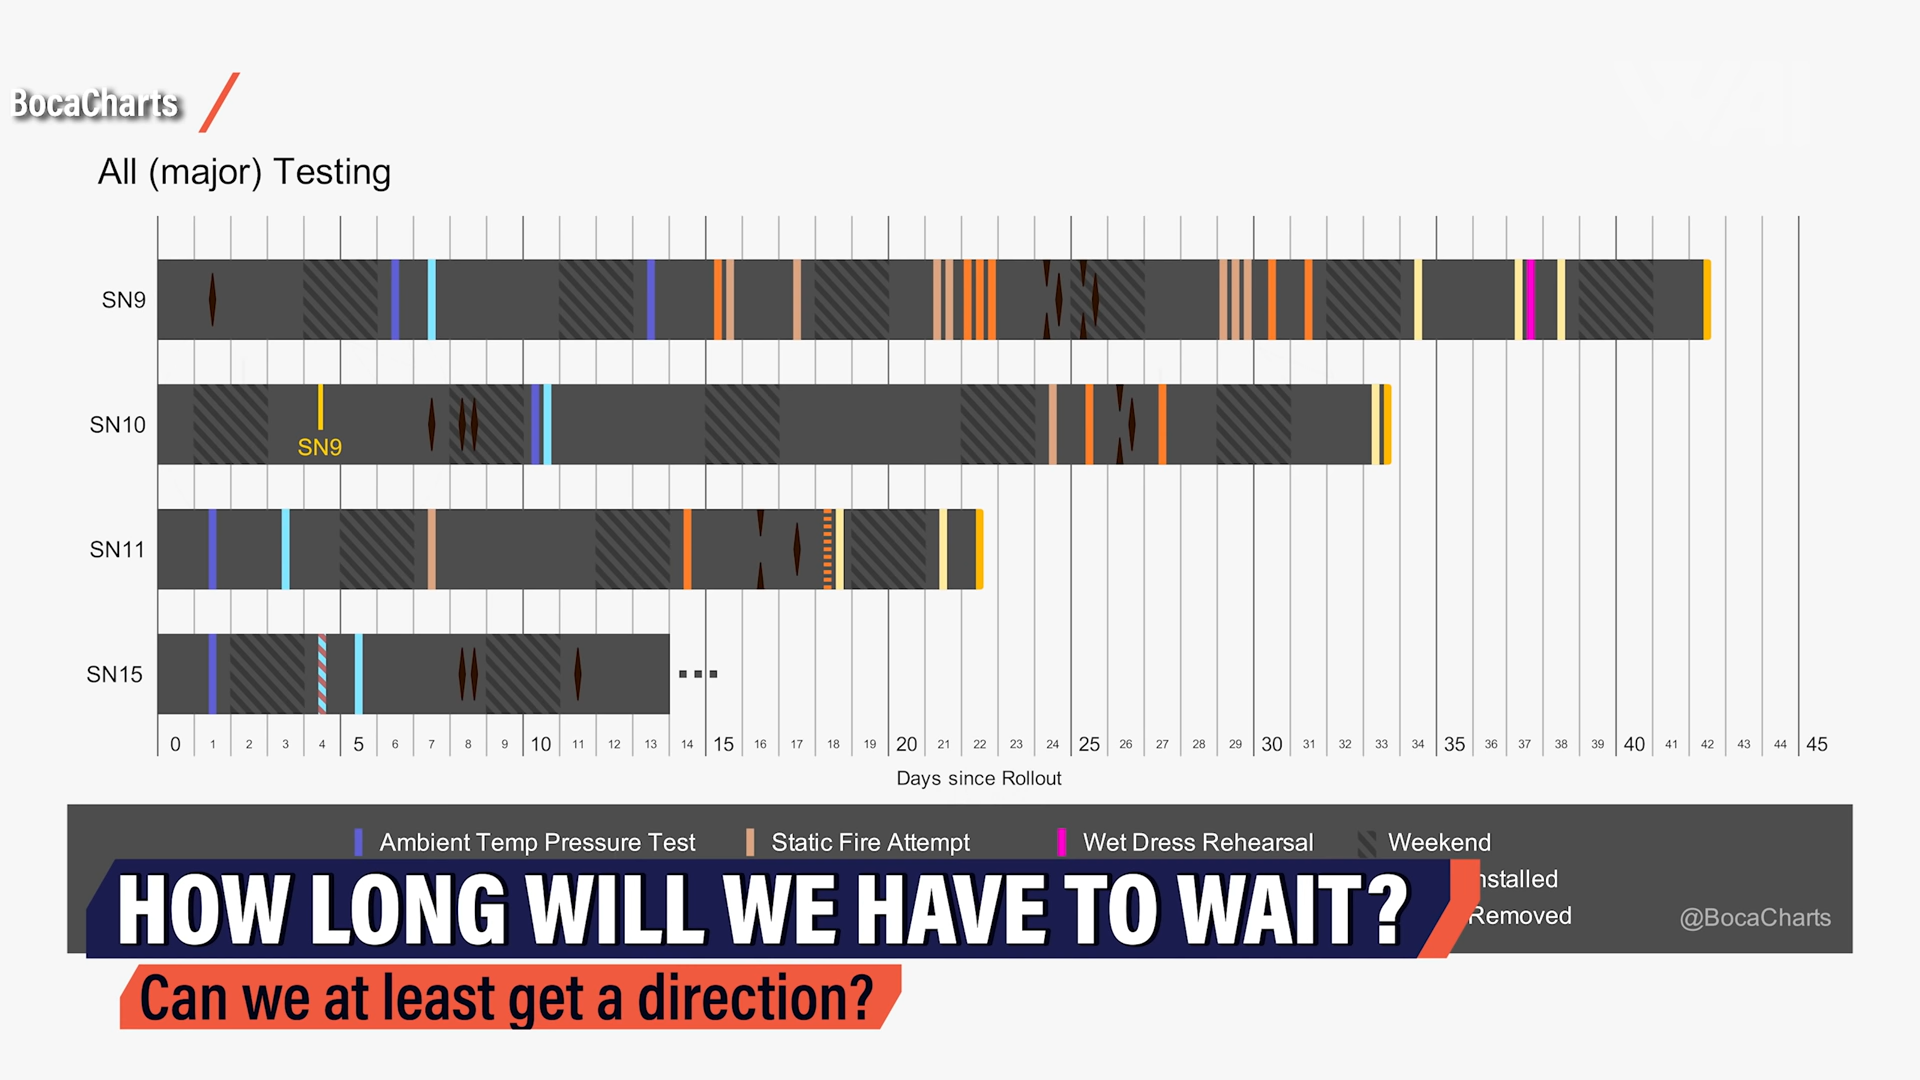 BocaCharts
All (major) Testing
SN9
SN10
SN9
SN11
SN15
0 1 2 3 4 5 6 7 8 9 10 11 12 13 14 15 16 17 18 19 20 21 22 23 24 25 26 27 28 29 30 31 32 33 34 35 36 37 38 39 40 41 42 43 44 45
Days since Rollout
Ambient Temp Pressure Test Static Fire Attempt Wet Dress Rehearsal Weekend
nstalled
Removed
@BocaCharts
HOW LONG WILL WE HAVE TO WAIT?
Can we at least get a direction?